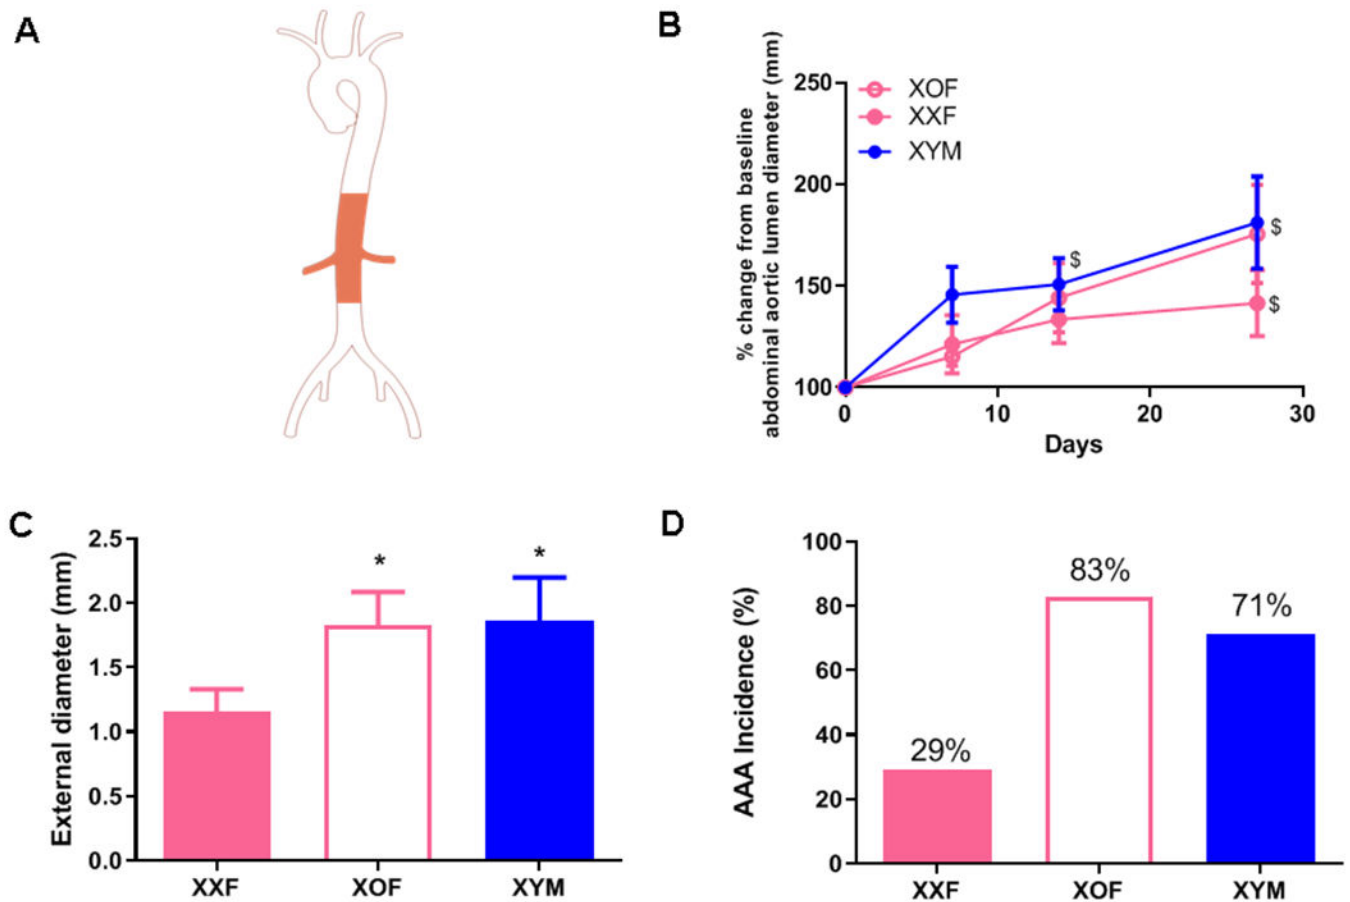 A
B
% change from baseline
abdominal aortic lumen diameter (mm)
250
200
150
100
XOF
XXF
XYM
$
$
$
0
10
20
30
Days
C
External diameter (mm)
2.5
2.0
1.5
1.0
0.5
0.0
*
*
XXF
XOF
XYM
D
AAA Incidence (%)
100
80
60
40
20
0
29%
83%
71%
XXF
XOF
XYM